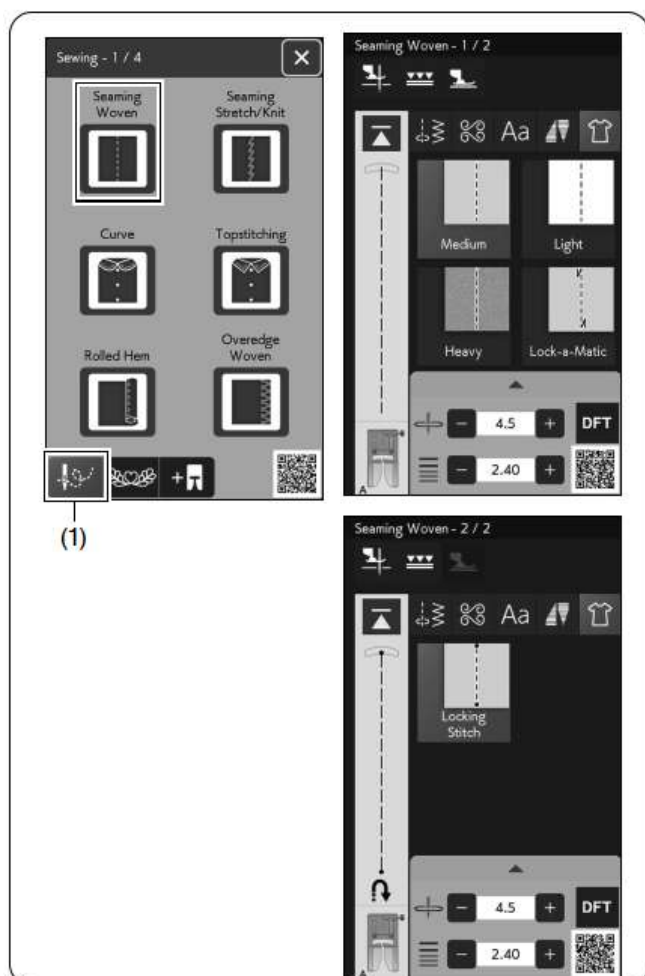 Sewing - 1 / 4
Seaming
Woven
Seaming
Stretch/Knit
Curve
Topstitching
Rolled Hem
Overedge
Woven
(1)
Seaming Woven - 1 / 2
Aa
Medium
Light
Heavy
Lock-a-Matic
4.5
DFT
2.40
A
Seaming Woven - 2 / 2
Aa
Locking
Stitch
4.5
DFT
2.40
A